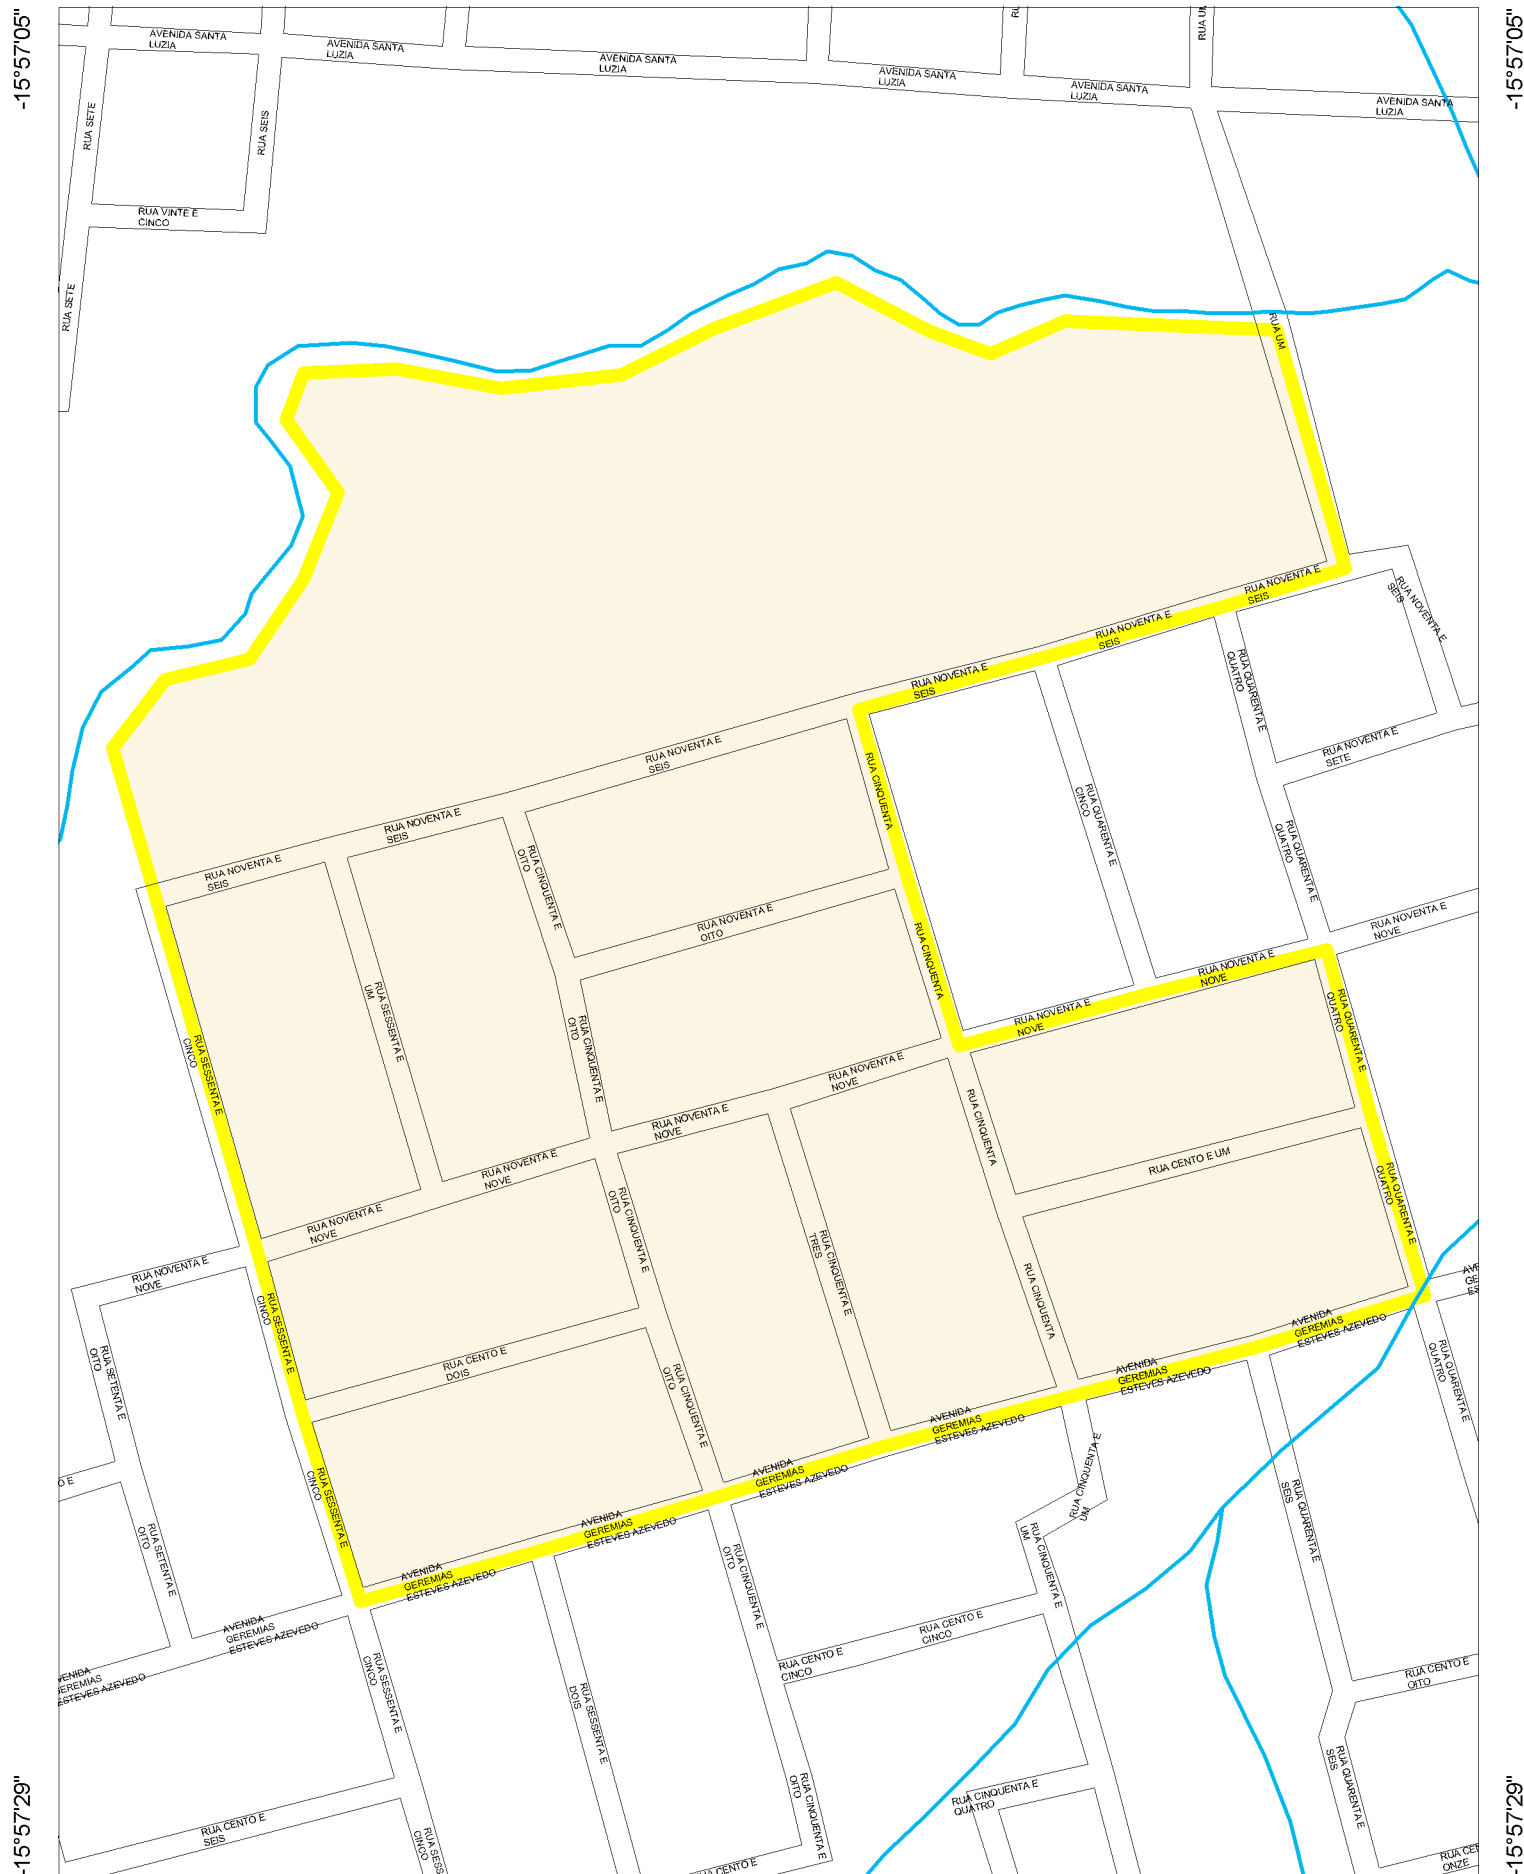 -15°57'05"
-15°57'05"
AVENIDA SANTA
LUZIA
AVENIDA SANTA
LUZIA
AVENIDA SANTA
LUZIA
AVENIDA SANTA
LUZIA
AVENIDA SANTA
LUZIA
AVENIDA SANTA
LUZIA
RUA UM
RUA SETE
RUA SEIS
RUA VINTE E
CINCO
RUA SETE
RUA UM
RUA NOVENTA E
SEIS
RUA NOVENTA E
SEIS
RUA NOVENTA E
SEIS
RUA NOVENTA E
SEIS
RUA NOVENTA E
SEIS
RUA NOVENTA E
SEIS
RUA NOVENTA E
SEIS
RUA QUARENTA E
QUATRO
RUA NOVENTA E
SETE
RUA CINQUENTA
RUA QUARENTA E
CINCO
RUA QUARENTA E
QUATRO
RUA CINQUENTA E
OITO
RUA NOVENTA E
OITO
RUA NOVENTA E
NOVE
RUA CINQUENTA
RUA NOVENTA E
NOVE
RUA NOVENTA E
NOVE
RUA SESSENTA E
UM
RUA SESSENTA E
CINCO
RUA CINQUENTA E
OITO
RUA QUARENTA E
QUATRO
RUA NOVENTA E
NOVE
RUA NOVENTA E
NOVE
RUA NOVENTA E
NOVE
RUA NOVENTA E
NOVE
RUA NOVENTA E
NOVE
RUA CINQUENTA
RUA CENTO E UM
RUA QUARENTA E
QUATRO
RUA CINQUENTA E
OITO
RUA CINQUENTA E
TRES
RUA CINQUENTA
RUA SESSENTA E
CINCO
RUA CENTO E
DOIS
RUA CINQUENTA E
OITO
RUA SETENTA E
OITO
AVENIDA
GEREMIAS
ESTEVES AZEVEDO
AVENIDA
GEREMIAS
ESTEVES AZEVEDO
AVENIDA
GEREMIAS
ESTEVES AZEVEDO
AVENIDA
GEREMIAS
ESTEVES AZEVEDO
AVENIDA
GEREMIAS
ESTEVES AZEVEDO
AVENIDA
GEREMIAS
ESTEVES AZEVEDO
AVENIDA
GEREMIAS
ESTEVES AZEVEDO
RUA QUARENTA E
QUATRO
RUA SESSENTA E
CINCO
RUA SETENTA E
OITO
RUA CINQUENTA E
UM
RUA CINQUENTA E
UM
RUA QUARENTA E
SEIS
RUA CINQUENTA E
OITO
RUA CENTO E
CINCO
RUA CENTO E
CINCO
RUA SESSENTA E
CINCO
RUA SESSENTA E
DOIS
RUA CENTO E
OITO
RUA QUARENTA E
SEIS
RUA CINQUENTA E
QUATRO
RUA CINQUENTA E
OITO
RUA CENTO E
SEIS
ONZE
-15°57'29"
-15°57'29"